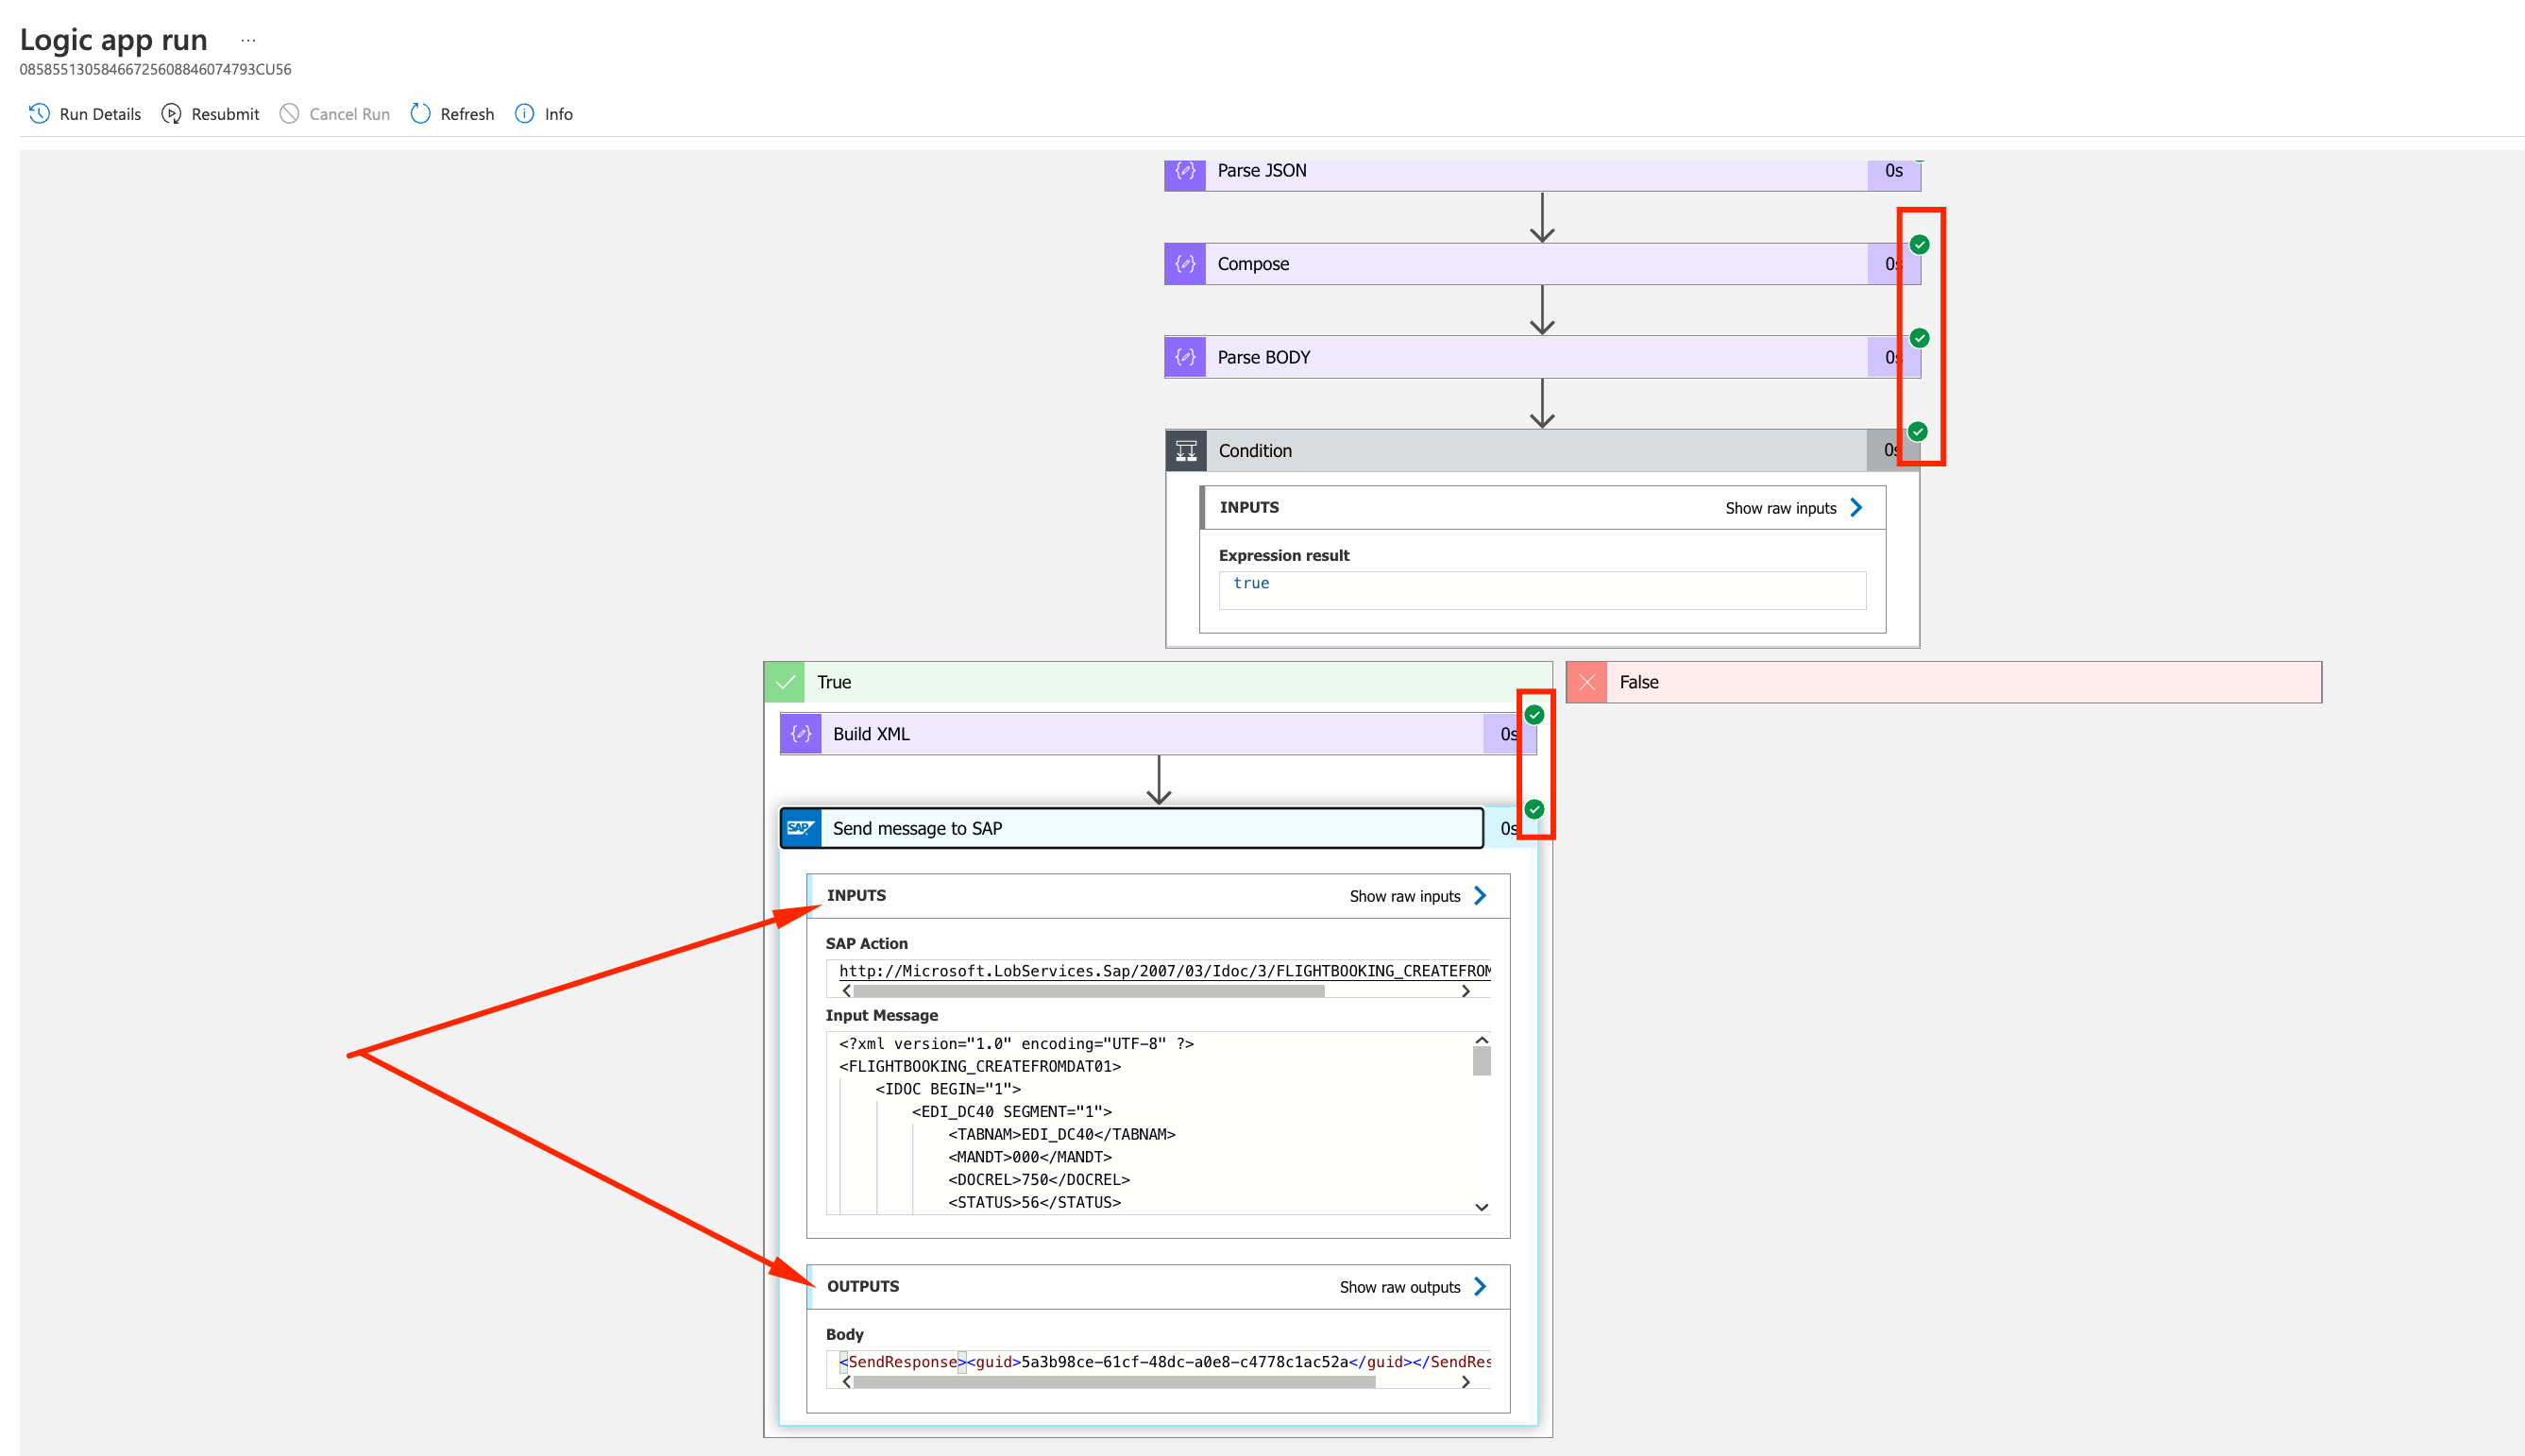 Logic app run ...
08585513058466725608846074793CU56
Run Details Resubmit Cancel Run Refresh Info
Parse JSON 0s
Compose 0s
Parse BODY 0s
Condition 0s
INPUTS Show raw inputs
Expression result
true
True
False
Build XML 0s
SAP Send message to SAP 0s
INPUTS Show raw inputs
SAP Action
http://Microsoft.LobServices.Sap/2007/03/Idoc/3/FLIGHTBOOKING_CREATEFROM
Input Message
<?xml version="1.0" encoding="UTF-8" ?>
<FLIGHTBOOKING_CREATEFROMDAT01>
<IDOC BEGIN="1">
<EDI_DC40 SEGMENT="1">
<TABNAM>EDI_DC40</TABNAM>
<MANDT>000</MANDT>
<DOCREL>750</DOCREL>
<STATUS>56</STATUS>
OUTPUTS Show raw outputs
Body
<SendResponse><guid>5a3b98ce-61cf-48dc-a0e8-c4778c1ac52a</guid></SendRes